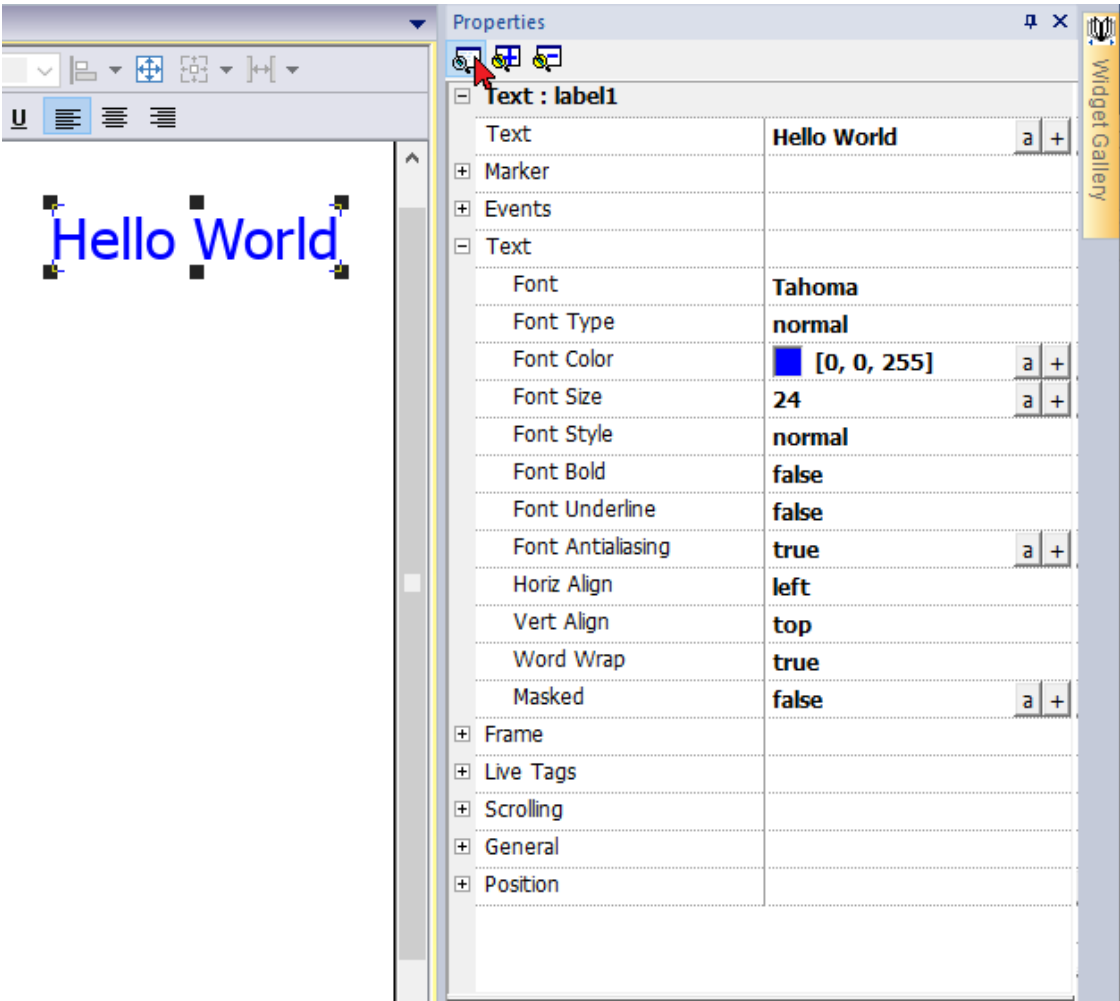 Properties
U
Hello World
Text : label1
Text Hello World a +
Marker
Events
Text
Font Tahoma
Font Type normal
Font Color [0, 0, 255] a +
Font Size 24 a +
Font Style normal
Font Bold false
Font Underline false
Font Antialiasing true a +
Horiz Align left
Vert Align top
Word Wrap true
Masked false a +
Frame
Live Tags
Scrolling
General
Position
Widget Gallery